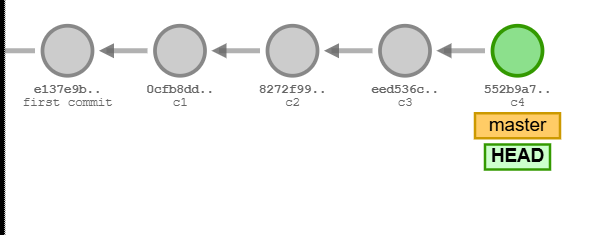 e137e9b.. 0cfb8dd.. 8272f99.. eed536c.. 552b9a7..
first commit c1 c2 c3 c4
master
HEAD